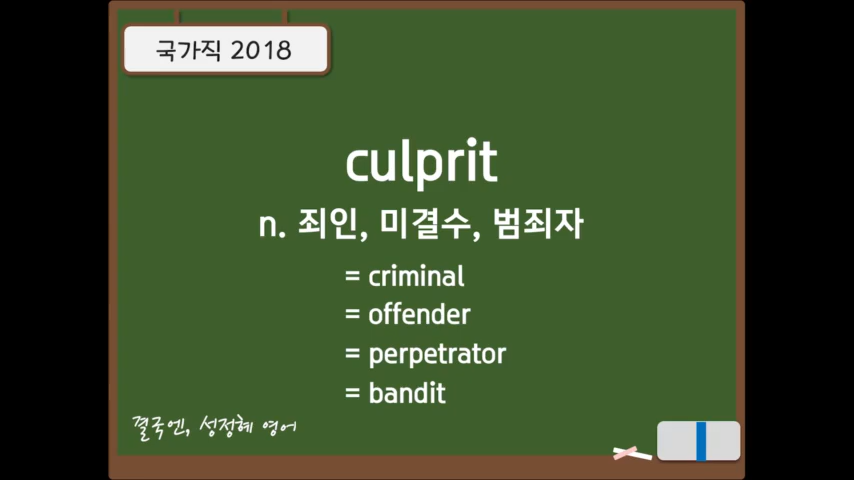 국가직 2018
culprit
n. 죄인, 미결수, 범죄자
= criminal
= offender
= perpetrator
= bandit
결국엔, 성정혜 영어